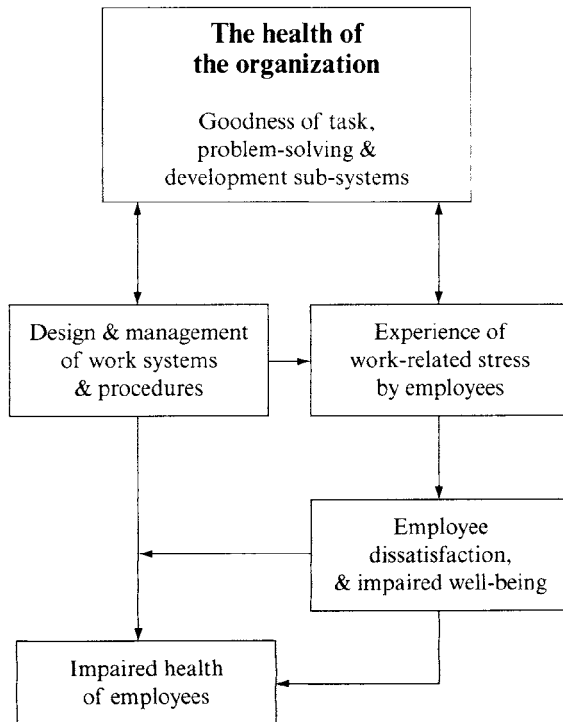 The health of
the organization
Goodness of task,
problem-solving &
development sub-systems
Design & management
of work systems
& procedures
Experience of
work-related stress
by employees
Employee
dissatisfaction,
& impaired well-being
Impaired health
of employees